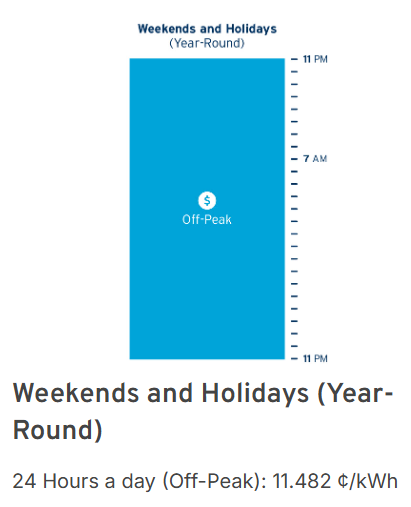 Weekends and Holidays
(Year-Round)
11 PM
7 AM
$
Off-Peak
11 PM
Weekends and Holidays (Year-
Round)
24 Hours a day (Off-Peak): 11.482 ¢/kWh